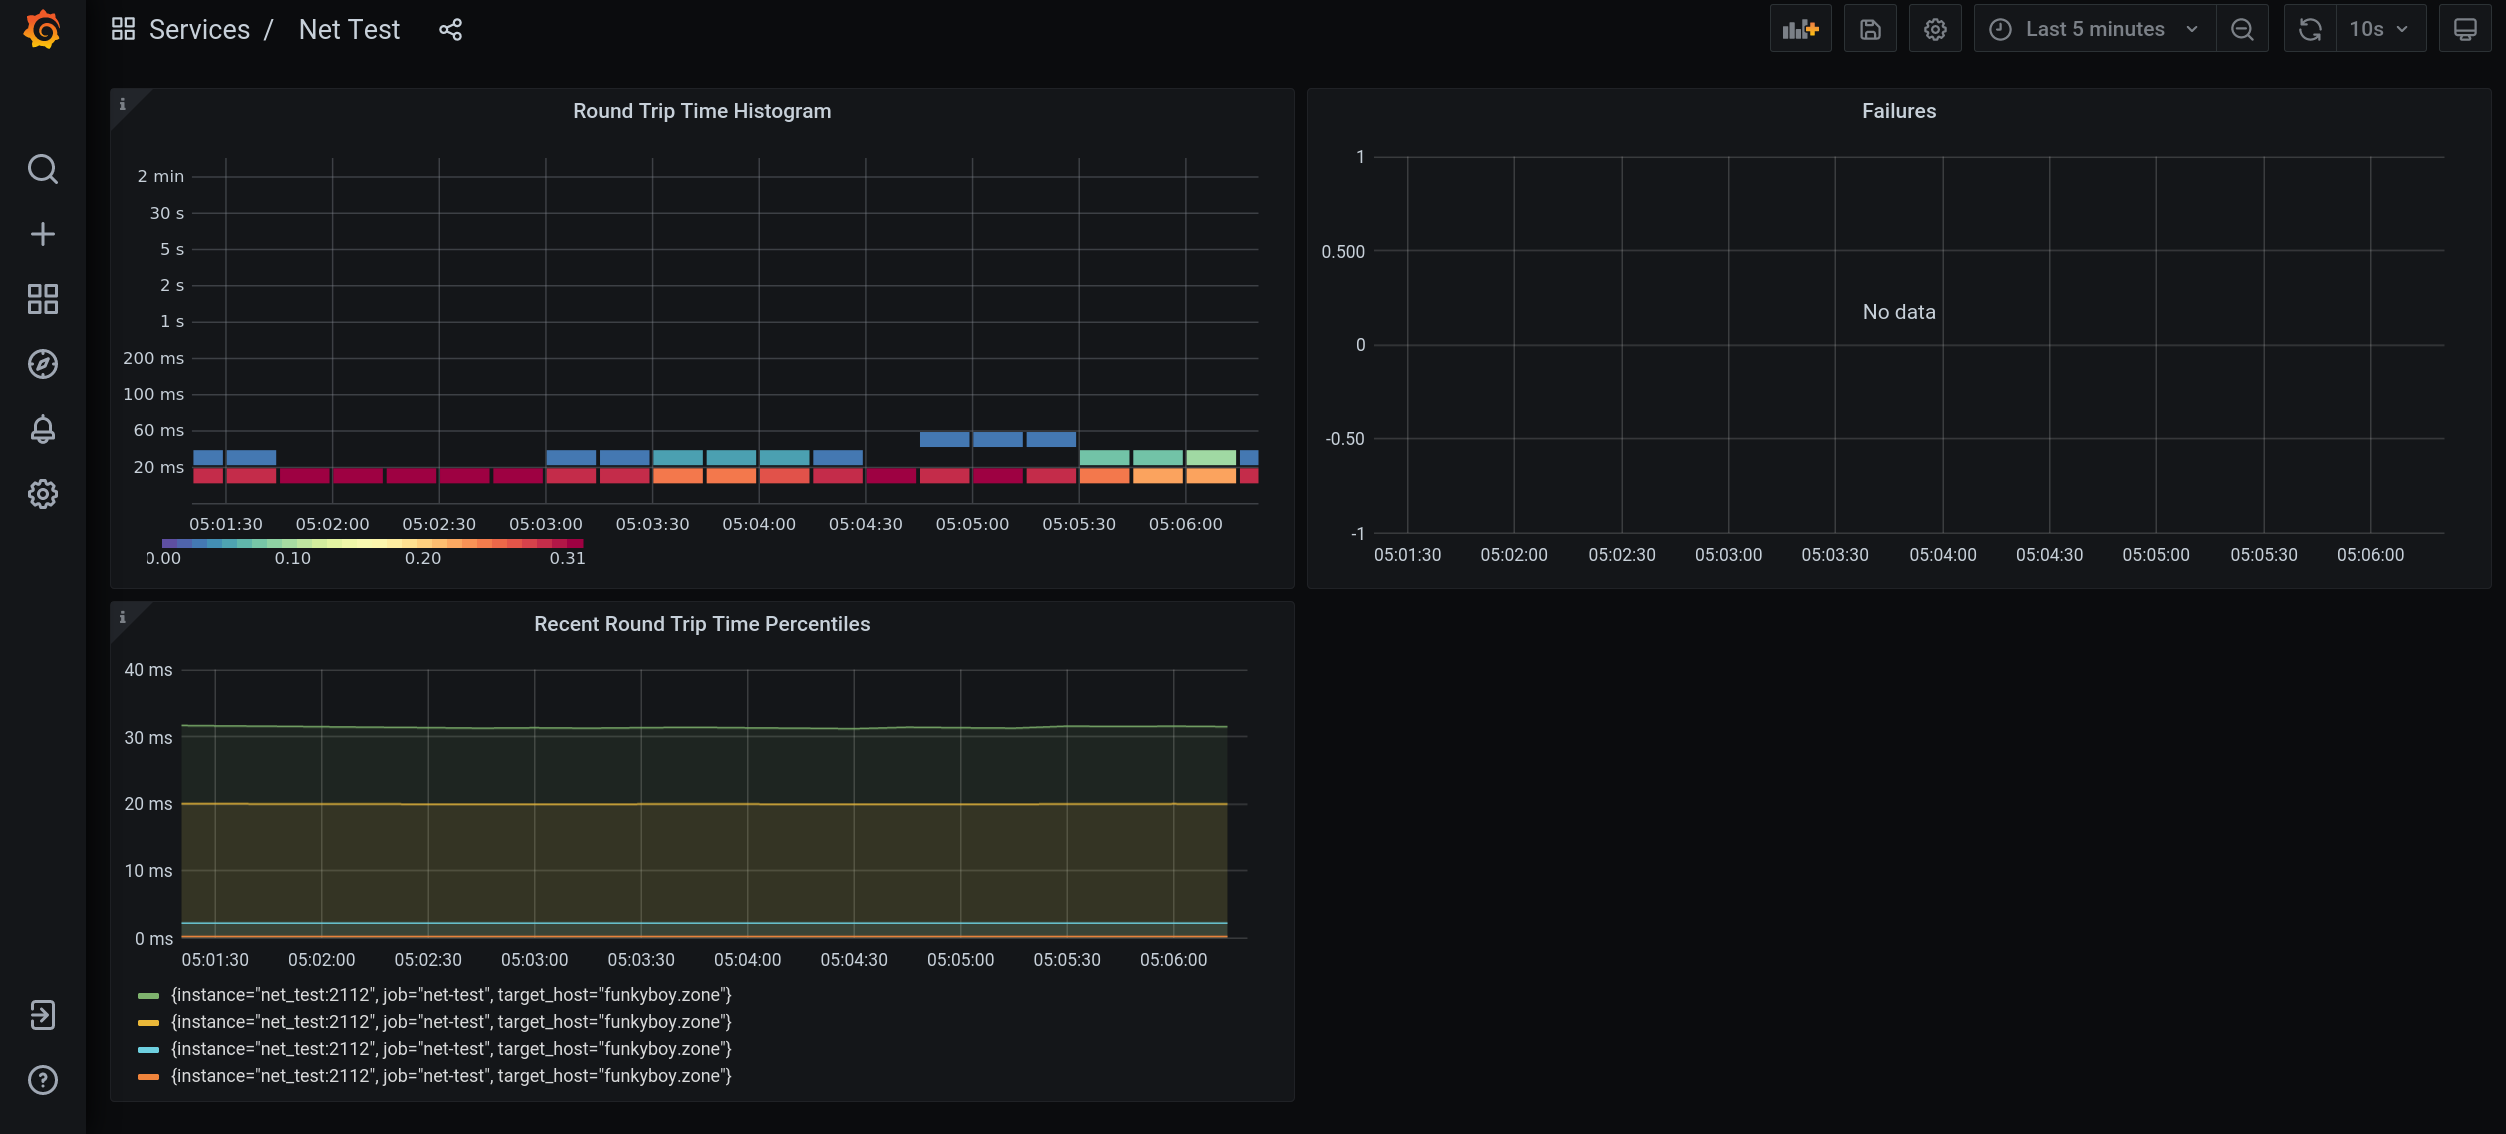 Services / Net Test
Last 5 minutes
10s
i
Round Trip Time Histogram
2 min
30 s
5 s
2 s
1 s
200 ms
100 ms
60 ms
20 ms
05:01:30 05:02:00 05:02:30 05:03:00 05:03:30 05:04:00 05:04:30 05:05:00 05:05:30 05:06:00
0.00 0.10 0.20 0.31
Failures
1
0.500
No data
0
-0.50
-1
05:01:30 05:02:00 05:02:30 05:03:00 05:03:30 05:04:00 05:04:30 05:05:00 05:05:30 05:06:00
i
Recent Round Trip Time Percentiles
40 ms
30 ms
20 ms
10 ms
0 ms
05:01:30 05:02:00 05:02:30 05:03:00 05:03:30 05:04:00 05:04:30 05:05:00 05:05:30 05:06:00
{instance="net_test:2112", job="net-test", target_host="funkyboy.zone"}
{instance="net_test:2112", job="net-test", target_host="funkyboy.zone"}
{instance="net_test:2112", job="net-test", target_host="funkyboy.zone"}
{instance="net_test:2112", job="net-test", target_host="funkyboy.zone"}